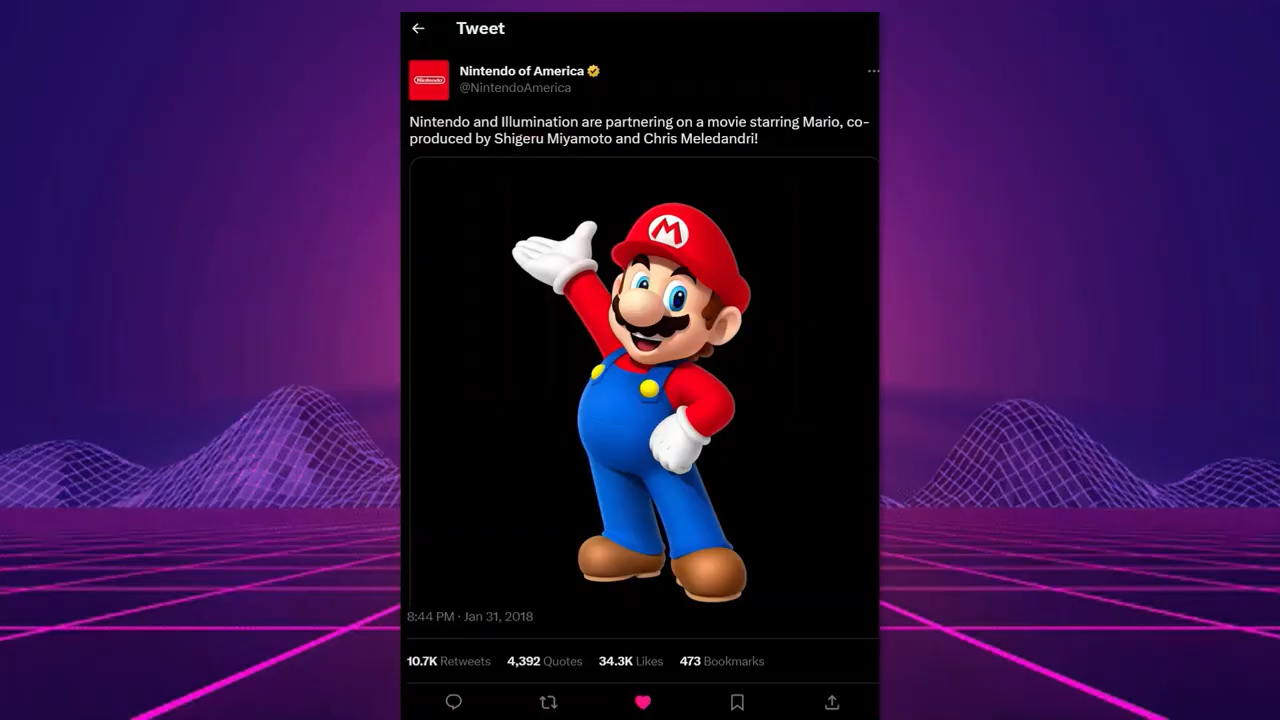 Tweet
Nintendo of America
Nintendo
@NintendoAmerica
Nintendo and Illumination are partnering on a movie starring Mario, co-
produced by Shigeru Miyamoto and Chris Meledandri!
M
8:44 PM · Jan 31, 2018
10.7K Retweets 4,392 Quotes 34.3K Likes 473 Bookmarks